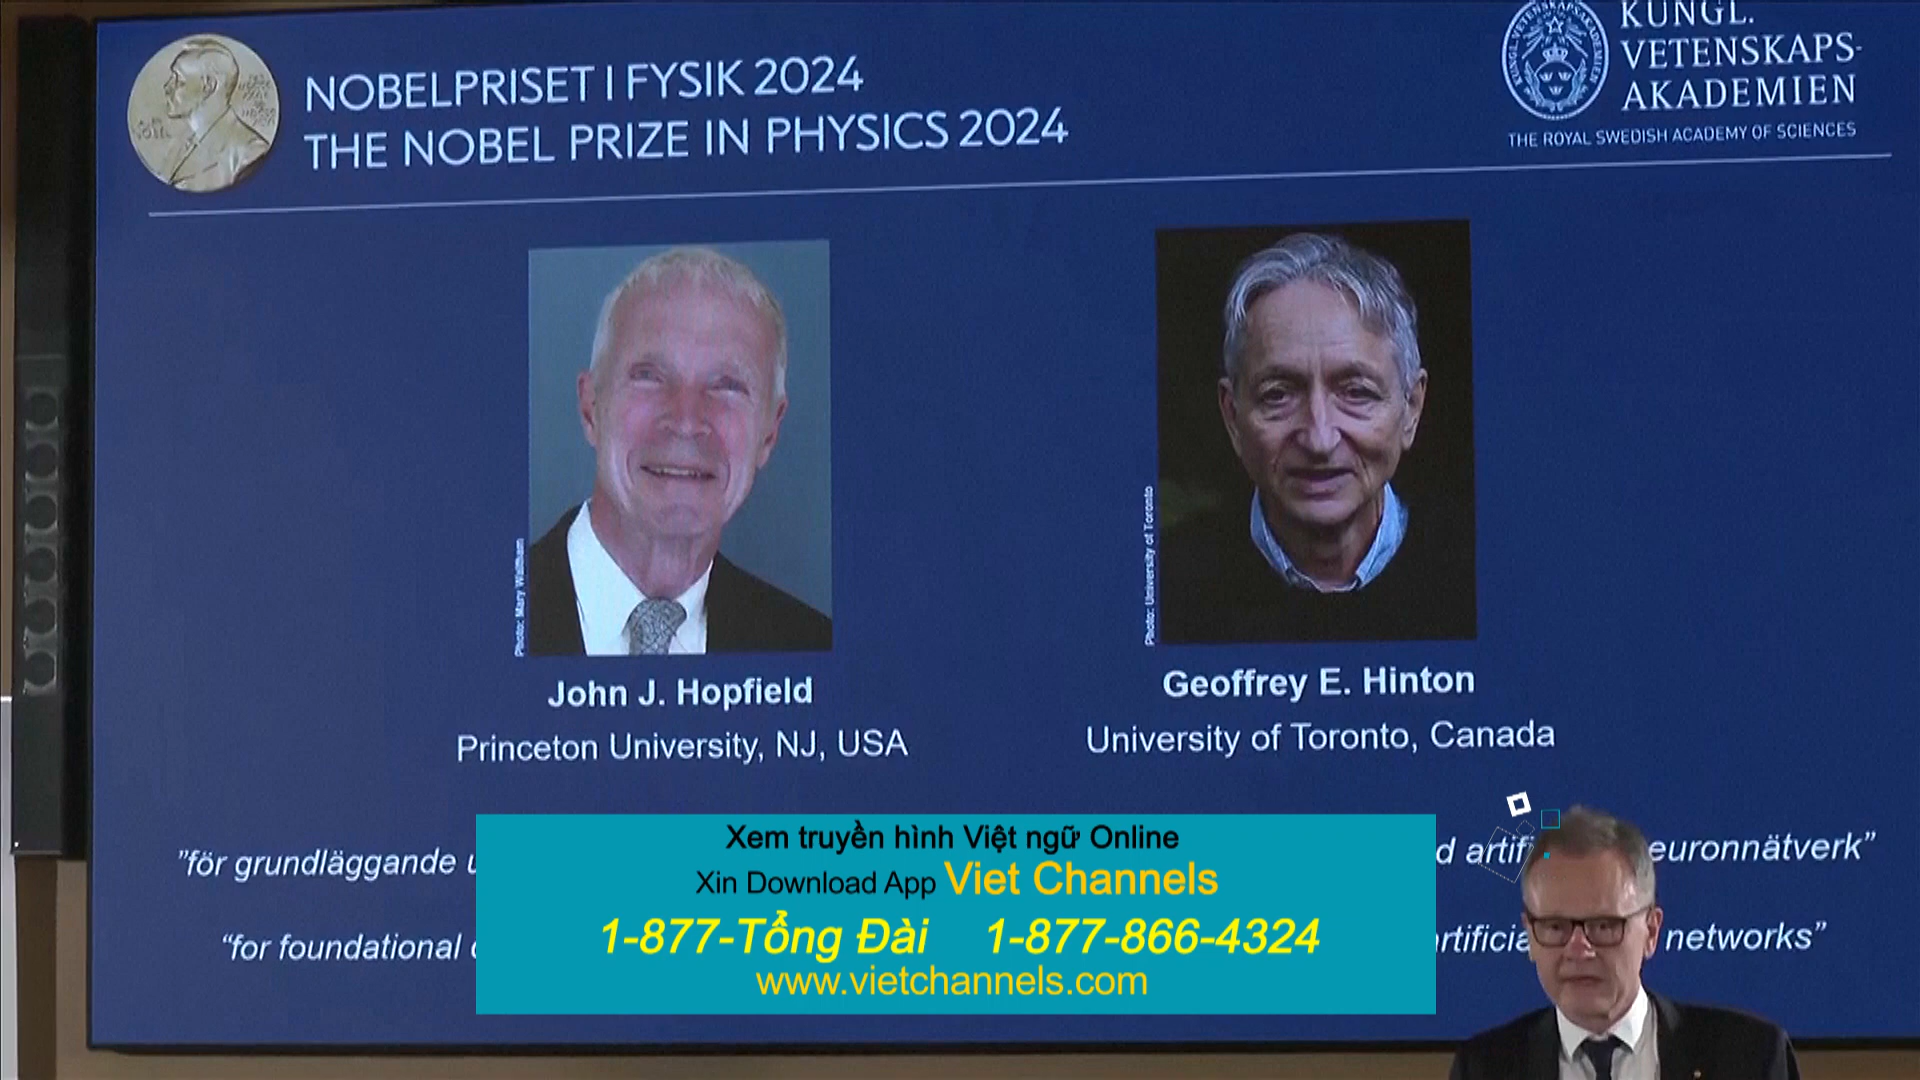 NOBELPRISET I FYSIK 2024
THE NOBEL PRIZE IN PHYSICS 2024
KUNGL.
VETENSKAPS-
AKADEMIEN
THE ROYAL SWEDISH ACADEMY OF SCIENCES
Photo: Mary Waltham
Photo: University of Toronto
John J. Hopfield
Princeton University, NJ, USA
Geoffrey E. Hinton
University of Toronto, Canada
"för grundläggande
euronnätverk"
"for foundational
networks"
Xem truyền hình Việt ngữ Online
Xin Download App Viet Channels
1-877-Tổng Đài 1-877-866-4324
www.vietchannels.com